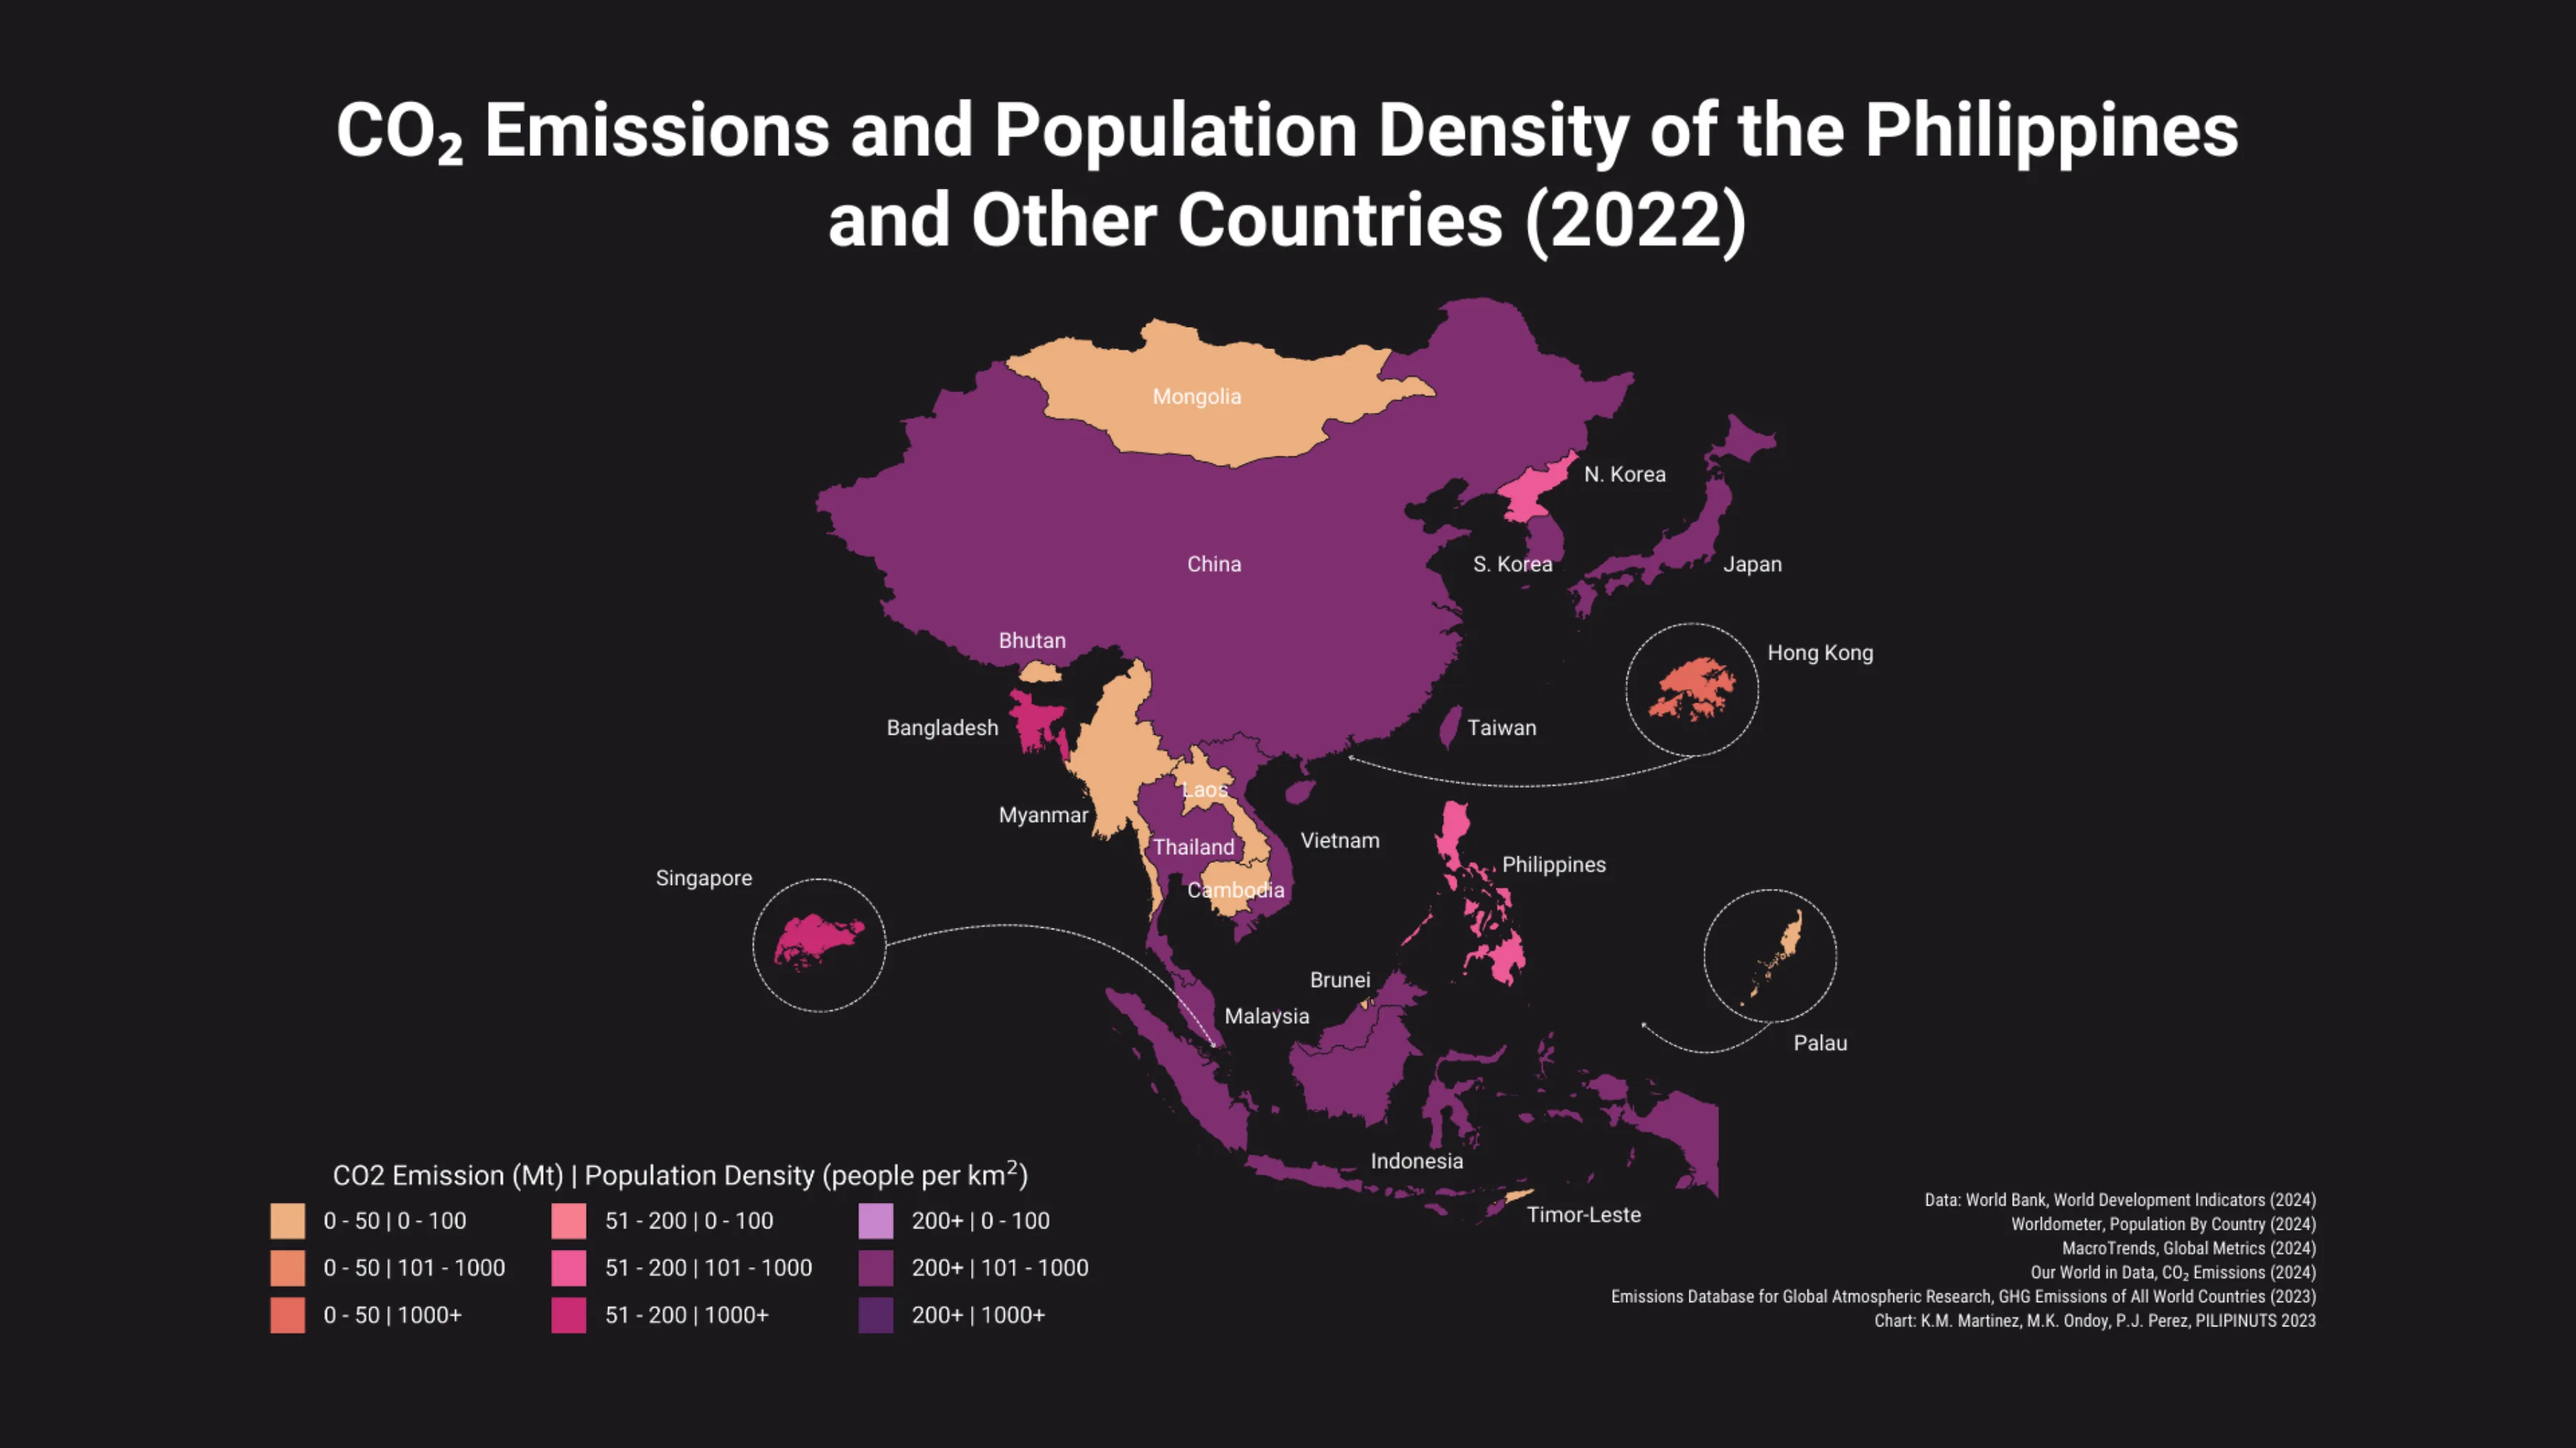 CO₂ Emissions and Population Density of the Philippines
and Other Countries (2022)
Mongolia
N. Korea
China
S. Korea
Japan
Bhutan
Hong Kong
Bangladesh
Taiwan
Laos
Myanmar
Vietnam
Thailand
Philippines
Singapore
Cambodia
Brunei
Malaysia
Palau
Indonesia
Timor-Leste
CO2 Emission (Mt) | Population Density (people per km²)
0 - 50 | 0 - 100
51 - 200 | 0 - 100
200+ | 0 - 100
0 - 50 | 101 - 1000
51 - 200 | 101 - 1000
200+ | 101 - 1000
0 - 50 | 1000+
51 - 200 | 1000+
200+ | 1000+
Data: World Bank, World Development Indicators (2024)
Worldometer, Population By Country (2024)
MacroTrends, Global Metrics (2024)
Our World in Data, CO₂ Emissions (2024)
Emissions Database for Global Atmospheric Research, GHG Emissions of All World Countries (2023)
Chart: K.M. Martinez, M.K. Ondoy, P.J. Perez, PILIPINUTS 2023